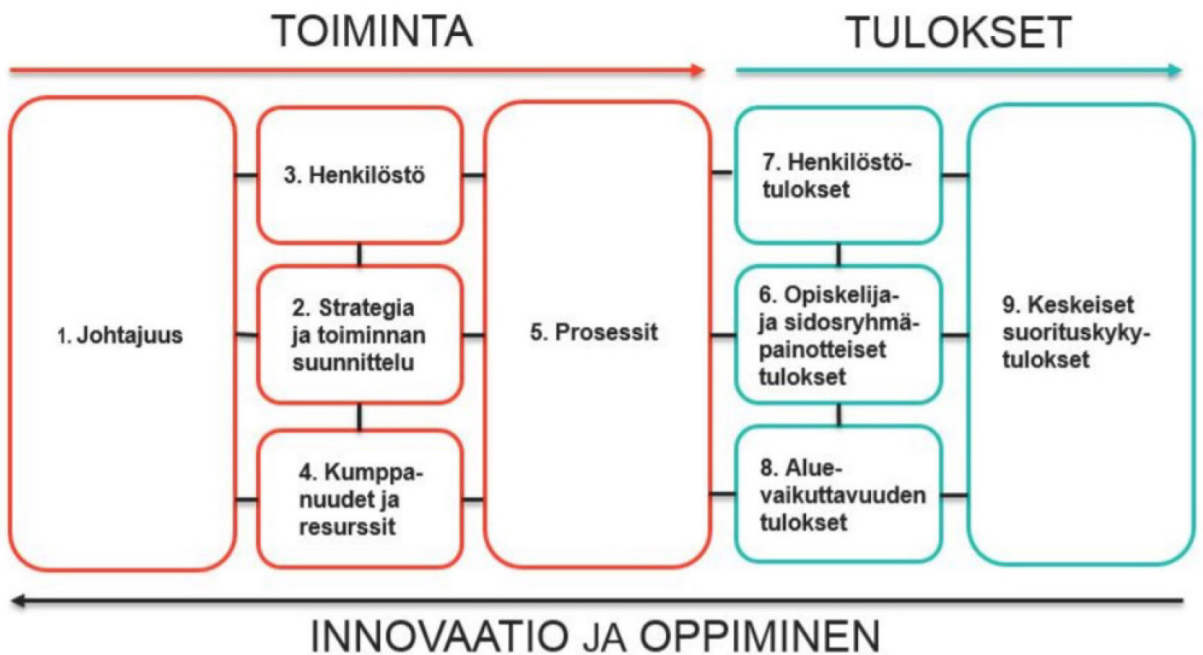 TOIMINTA
TULOKSET
1. Johtajuus
3. Henkilöstö
2. Strategia
ja toiminnan
suunnittelu
4. Kumppa-
nuudet ja
resurssit
5. Prosessit
7. Henkilöstö-
tulokset
6. Opiskelija-
ja sidosryhmä-
painotteiset
tulokset
8. Alue-
vaikuttavuuden
tulokset
9. Keskeiset
suorituskyky-
tulokset
INNOVAATIO JA OPPIMINEN